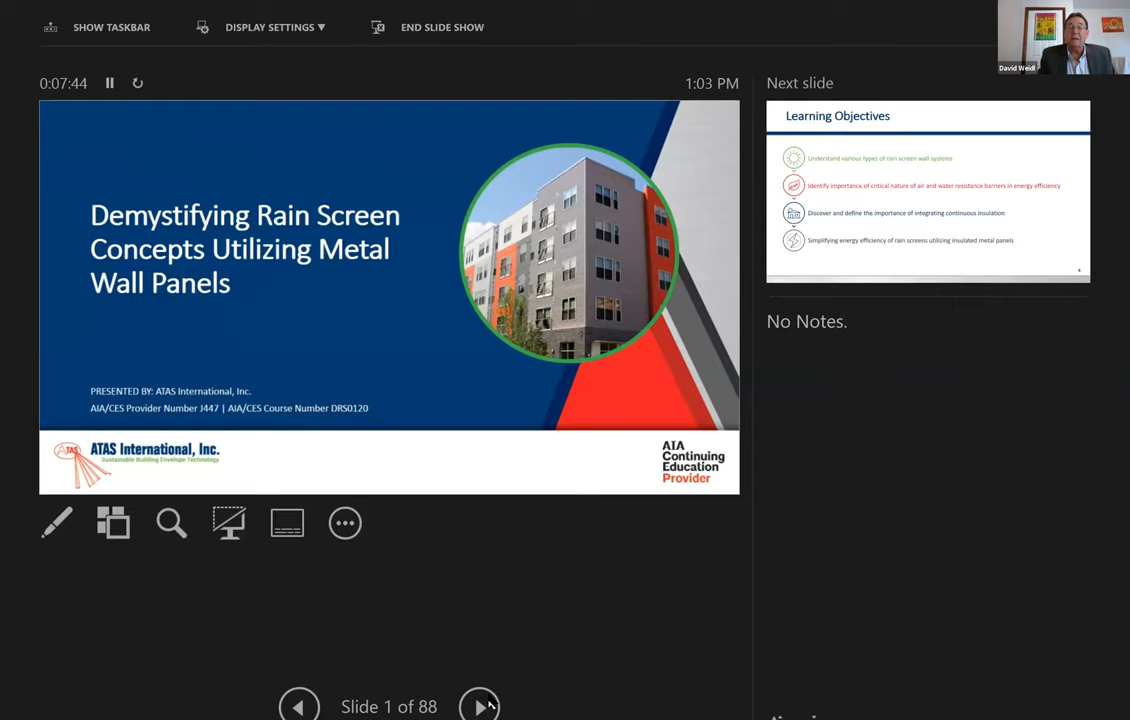 SHOW TASKBAR
DISPLAY SETTINGS ▼
END SLIDE SHOW
David Weidl
0:07:44
1:03 PM
Next slide
Demystifying Rain Screen
Concepts Utilizing Metal
Wall Panels
PRESENTED BY: ATAS International, Inc.
AIA/CES Provider Number J447 | AIA/CES Course Number DRS0120
ATAS
ATAS International, Inc.
Sustainable Building Envelope Technology
AIA
Continuing
Education
Provider
Learning Objectives
Understand various types of rain screen wall systems
Identify importance of critical nature of air and water resistance barriers in energy efficiency
Discover and define the importance of integrating continuous insulation
Simplifying energy efficiency of rain screens utilizing insulated metal panels
No Notes.
Slide 1 of 88